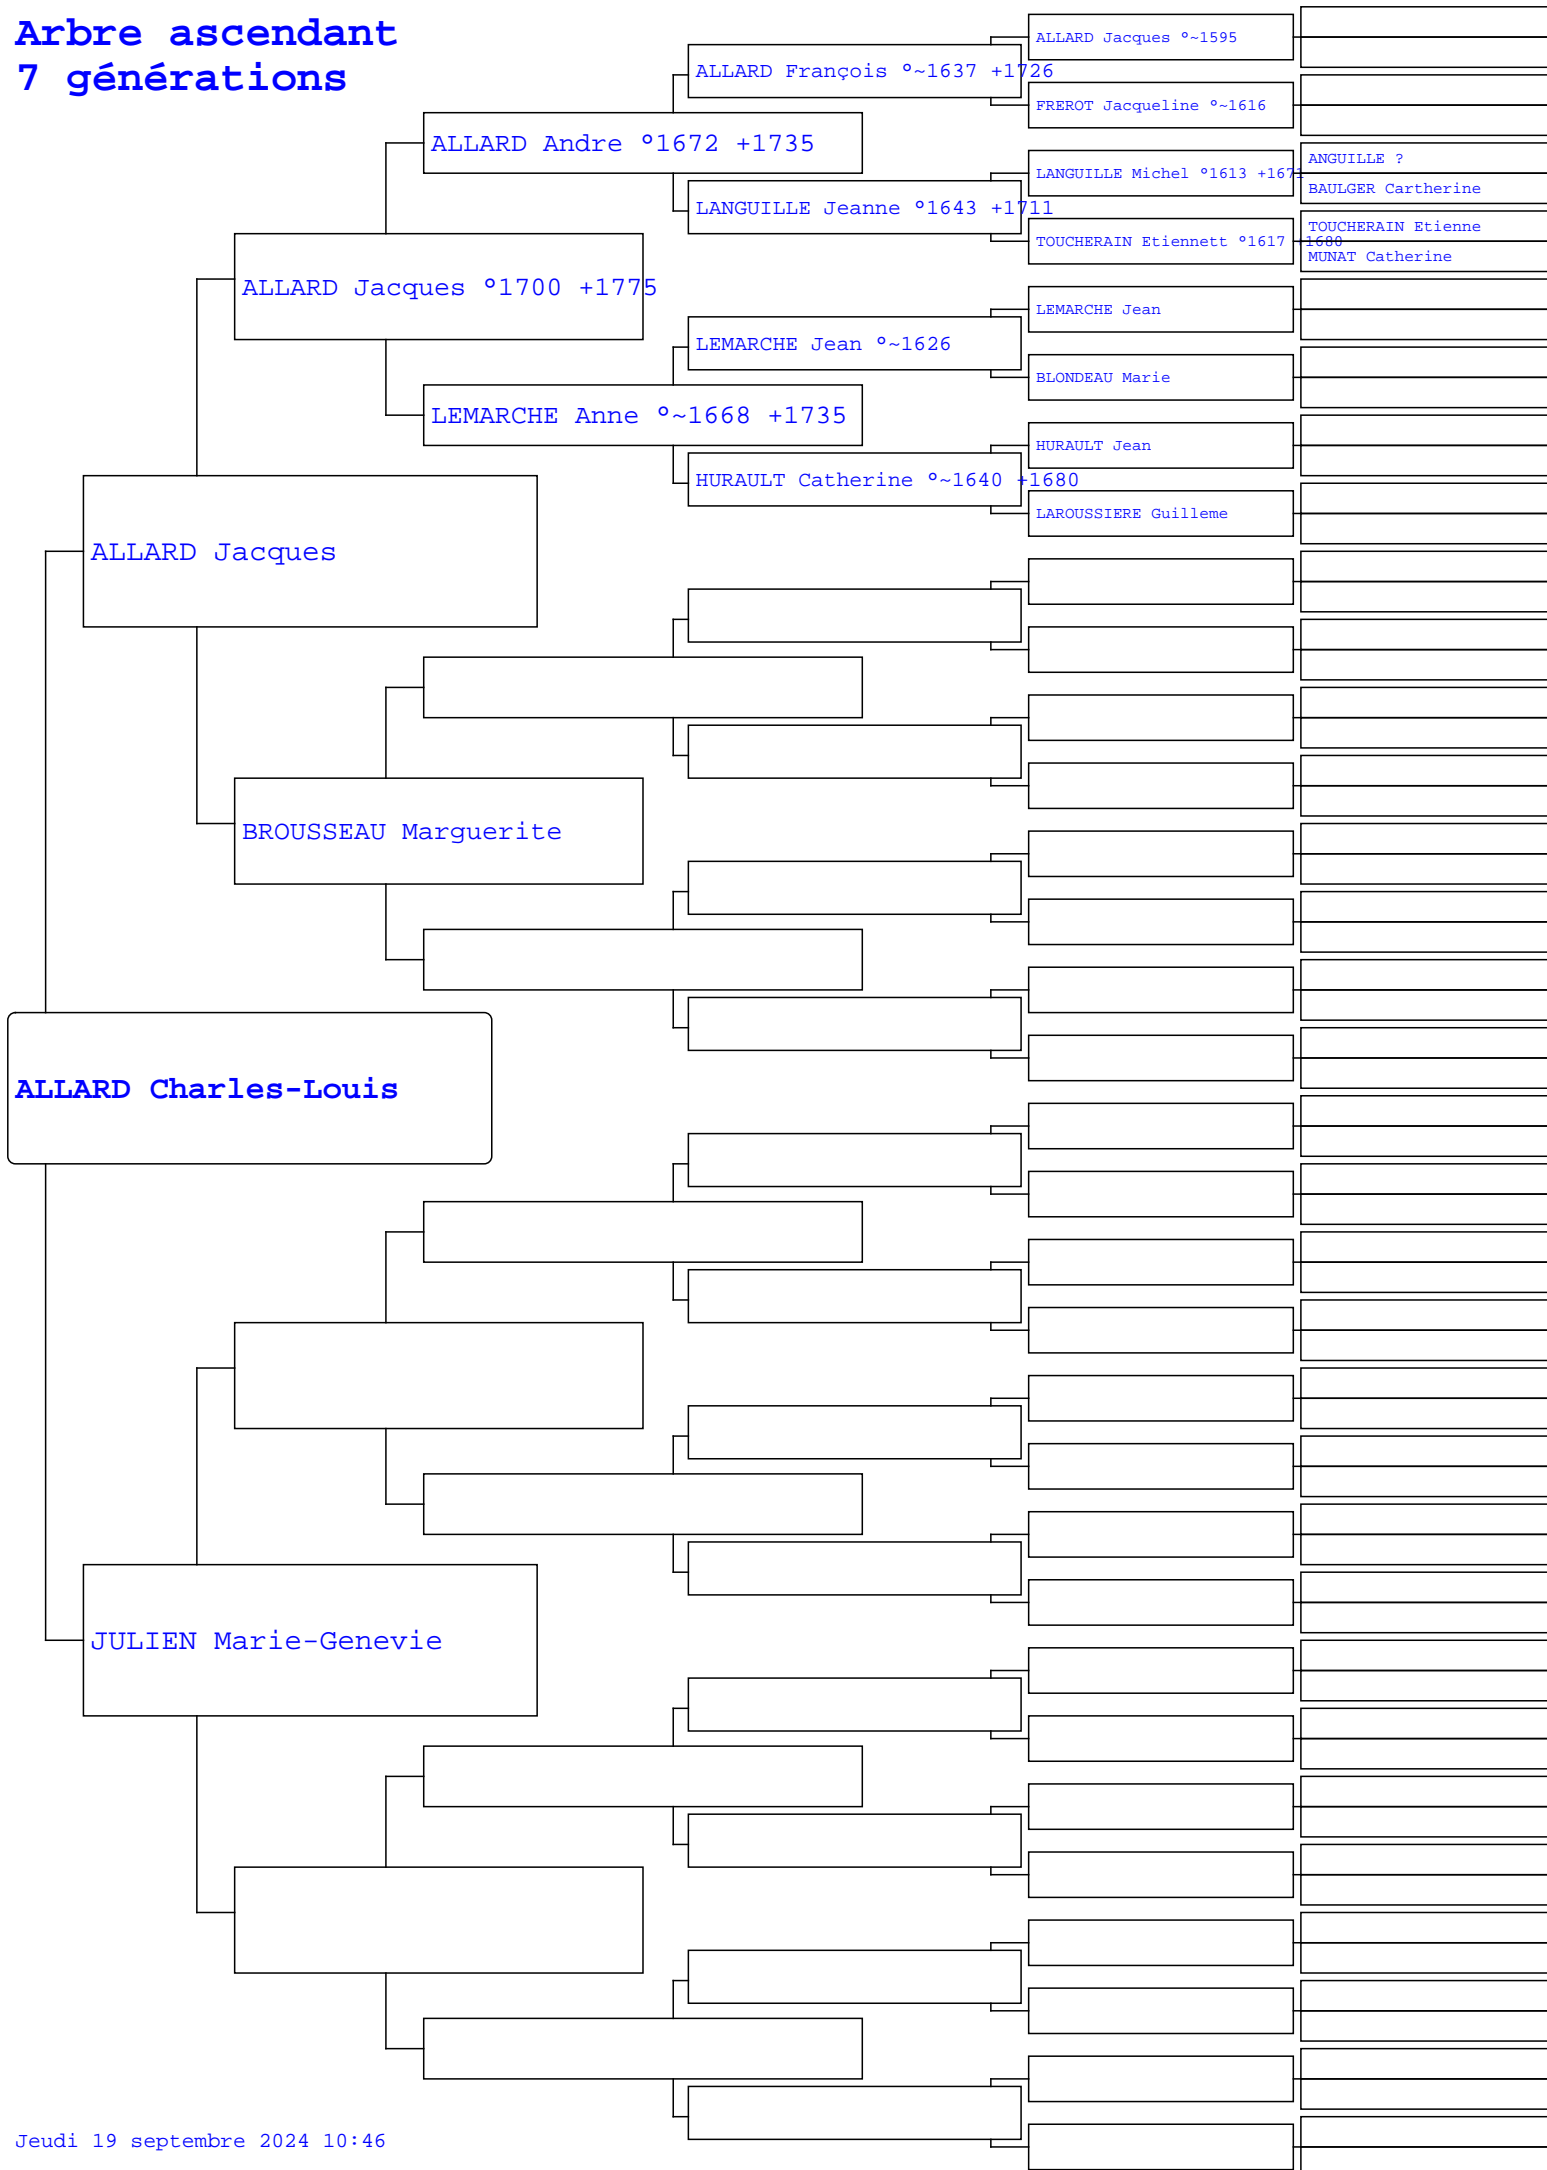 Arbre ascendant
7 générations
ALLARD Jacques °~1595
ALLARD François °~1637 +1726
FREROT Jacqueline °~1616
ALLARD Andre °1672 +1735
ANGUILLE ?
LANGUILLE Michel °1613 +1671
BAULGER Cartherine
LANGUILLE Jeanne °1643 +1711
TOUCHERAIN Etienne
TOUCHERAIN Etiennett °1617 +1680
MUNAT Catherine
ALLARD Jacques °1700 +1775
LEMARCHE Jean
LEMARCHE Jean °~1626
BLONDEAU Marie
LEMARCHE Anne °~1668 +1735
HURAULT Jean
HURAULT Catherine °~1640 +1680
LAROUSSIERE Guilleme
ALLARD Jacques
BROUSSEAU Marguerite
ALLARD Charles-Louis
JULIEN Marie-Genevie
Jeudi 19 septembre 2024 10:46